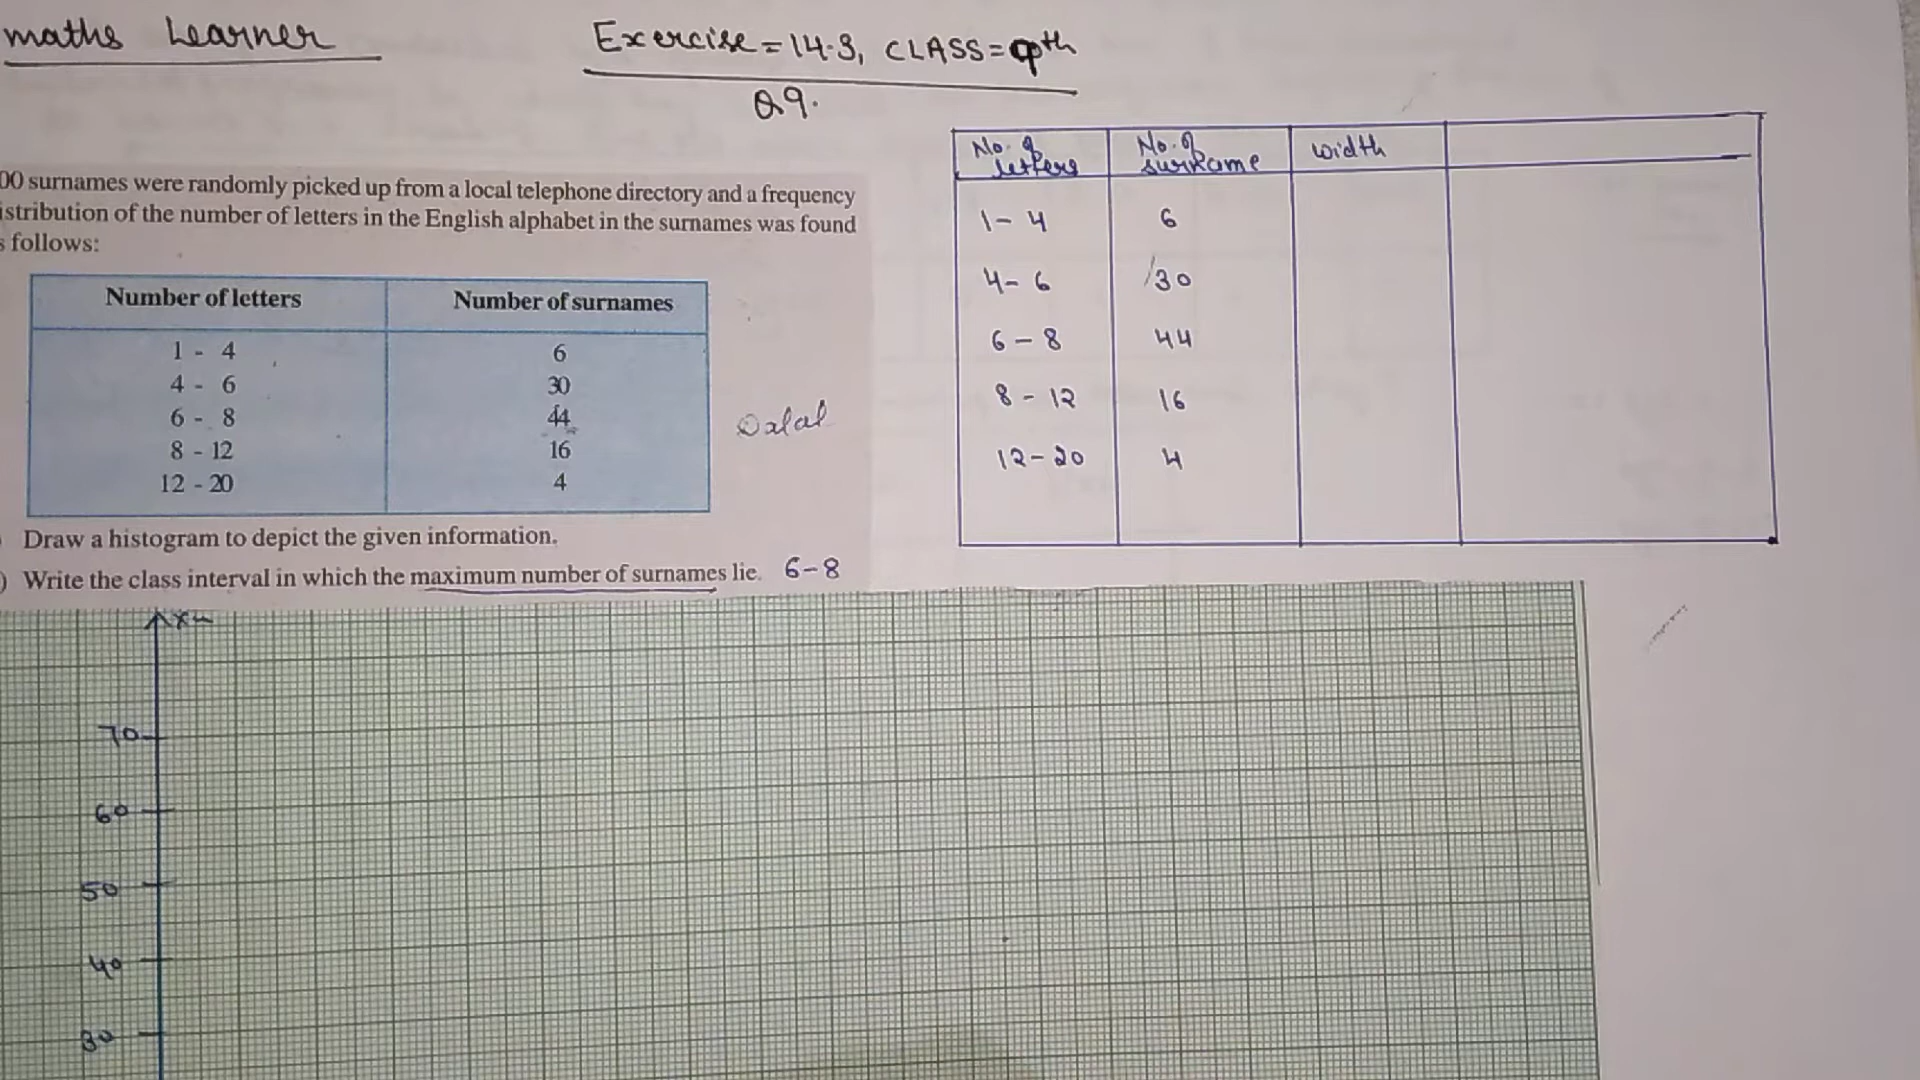 maths Learner
Exercise = 14.3, CLASS = 9th
Q9.
00 surnames were randomly picked up from a local telephone directory and a frequency
istribution of the number of letters in the English alphabet in the surnames was found
s follows:
Number of letters Number of surnames
1 - 4 6
4 - 6 30
6 - 8 44
8 - 12 16
12 - 20 4
Draw a histogram to depict the given information.
) Write the class interval in which the maximum number of surnames lie. 6-8
No. of letters No. of surname width
1-4 6
4-6 30
6-8 44
8-12 16
12-20 4
70
60
50
40
30